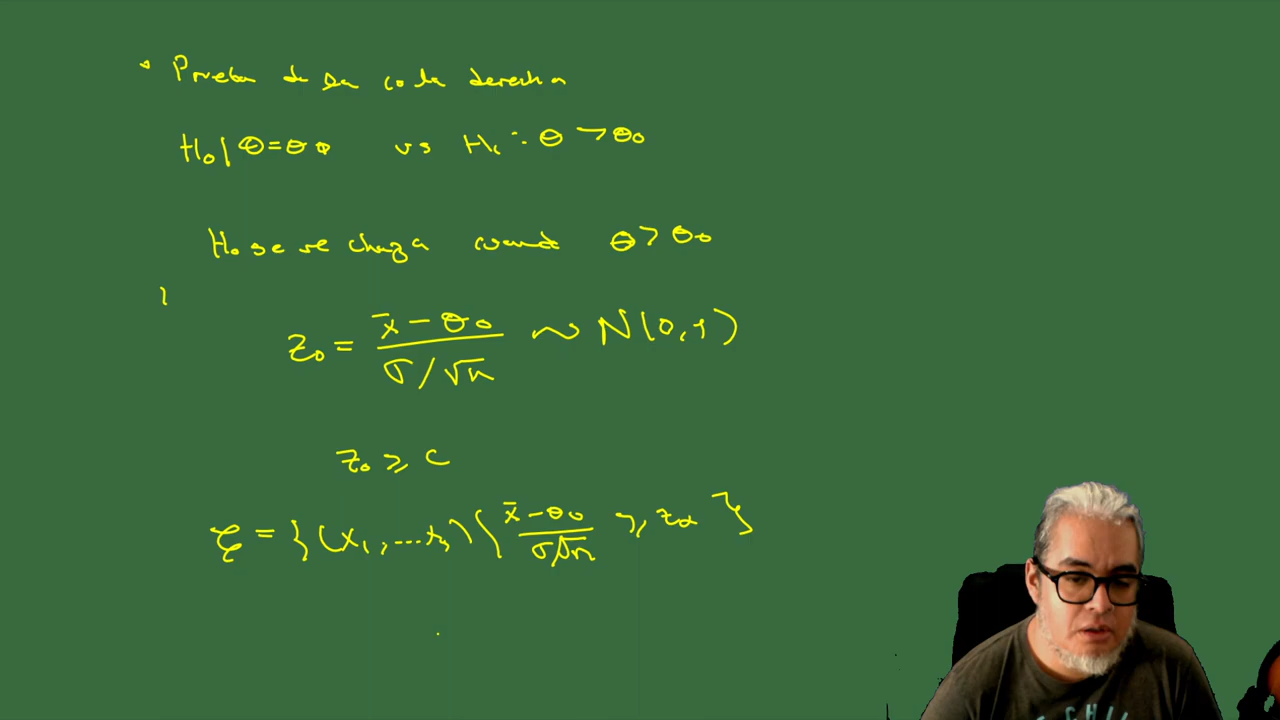 • Prueba de la cola derecha
H₀ | θ = θ₀ vs H₁ : θ > θ₀
H₀ se rechaza cuando θ > θ₀
Z₀ = (x̄ − θ₀) / (σ/√n) ~ N(0,1)
Z₀ ≥ c
𝒞 = {(x₁, ... xₙ) | (x̄ − θ₀) / (σ/√n) ≥ z_α}
CHIL